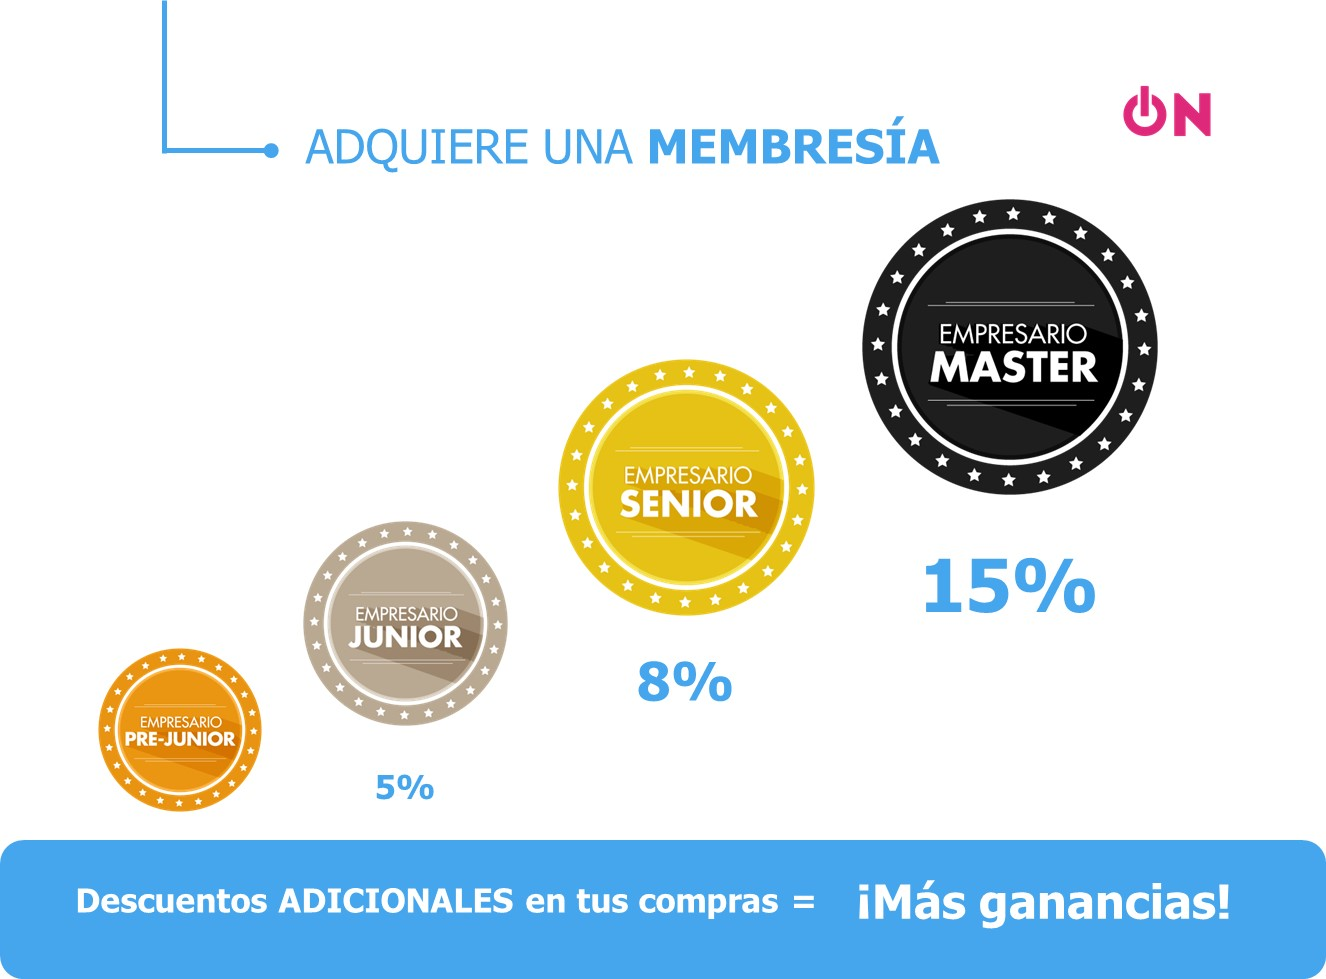 ON
ADQUIERE UNA MEMBRESÍA
EMPRESARIO
MASTER
15%
EMPRESARIO
SENIOR
8%
EMPRESARIO
JUNIOR
5%
EMPRESARIO
PRE-JUNIOR
Descuentos ADICIONALES en tus compras = ¡Más ganancias!